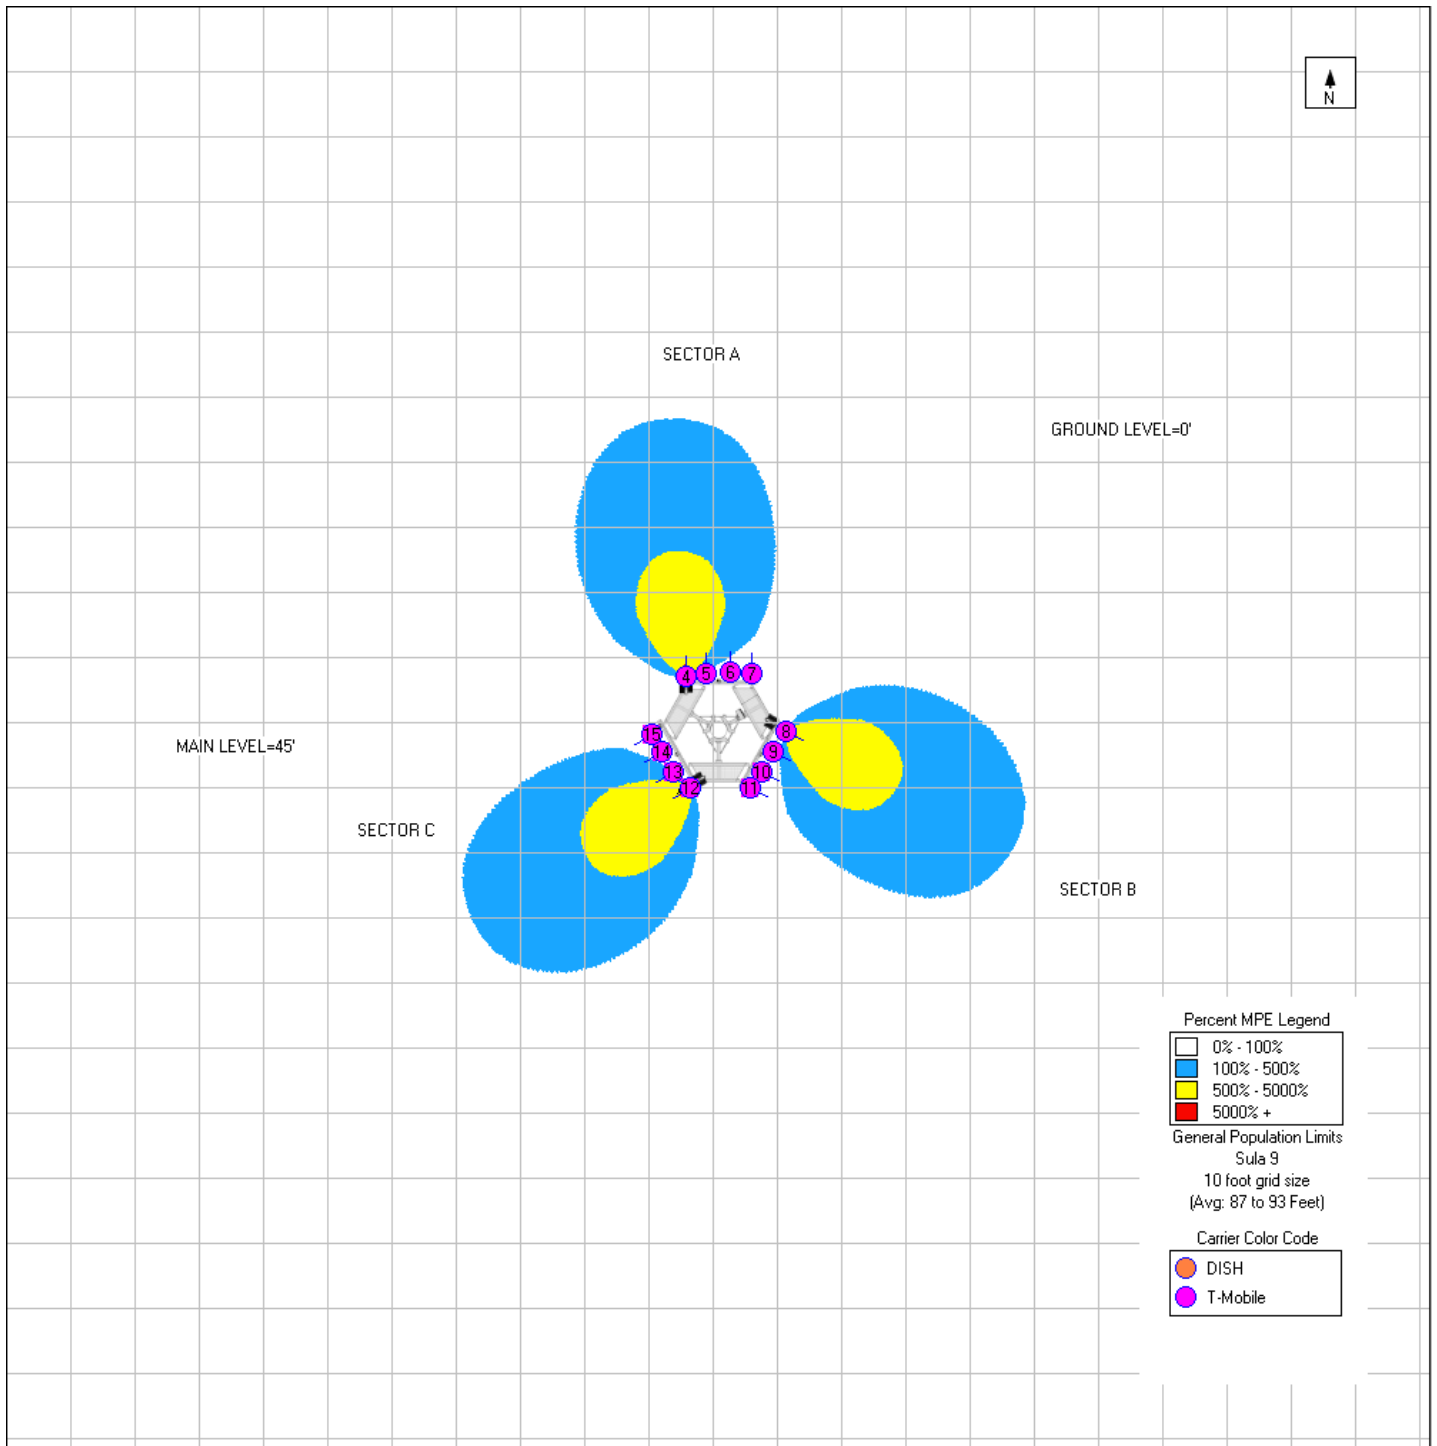 N
SECTOR A
GROUND LEVEL=0'
4 5 6 7
15 8
MAIN LEVEL=45'
14 9
13 10
12 11
SECTOR C
SECTOR B
Percent MPE Legend
0% - 100%
100% - 500%
500% - 5000%
5000% +
General Population Limits
Sula 9
10 foot grid size
(Avg: 87 to 93 Feet)
Carrier Color Code
DISH
T-Mobile